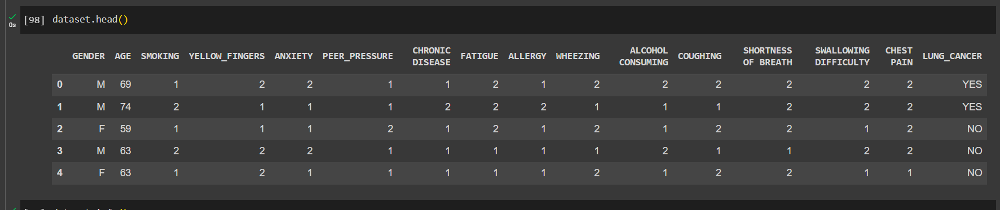 [98] dataset.head()
0s
GENDER AGE SMOKING YELLOW_FINGERS ANXIETY PEER_PRESSURE CHRONIC DISEASE FATIGUE ALLERGY WHEEZING ALCOHOL CONSUMING COUGHING SHORTNESS OF BREATH SWALLOWING DIFFICULTY CHEST PAIN LUNG_CANCER
0 M 69 1 2 2 1 1 2 1 2 2 2 2 2 2 YES
1 M 74 2 1 1 1 2 2 2 1 1 1 2 2 2 YES
2 F 59 1 1 1 2 1 2 1 2 1 2 2 1 2 NO
3 M 63 2 2 2 1 1 1 1 1 2 1 1 2 2 NO
4 F 63 1 2 1 1 1 1 1 2 1 2 2 1 1 NO